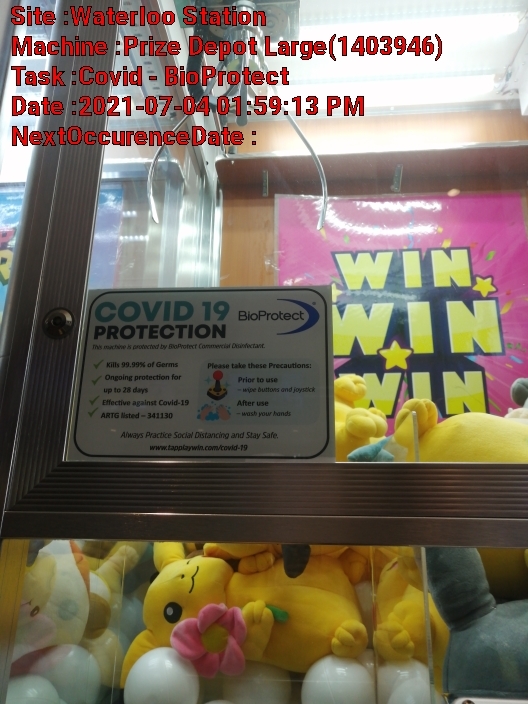 Site :Waterloo Station
Machine :Prize Depot Large(1403946)
Task :Covid - BioProtect
Date :2021-07-04 01:59:13 PM
NextOccurenceDate :
WIN
WIN
WIN
COVID 19
PROTECTION
BioProtect
This machine is protected by BioProtect Commercial Disinfectant.
Kills 99.99% of Germs
Ongoing protection for
up to 28 days
Effective against Covid-19
ARTG listed – 341130
Please take these Precautions:
Prior to use
– wipe buttons and joystick
After use
– wash your hands
Always Practice Social Distancing and Stay Safe.
www.tapplaywin.com/covid-19